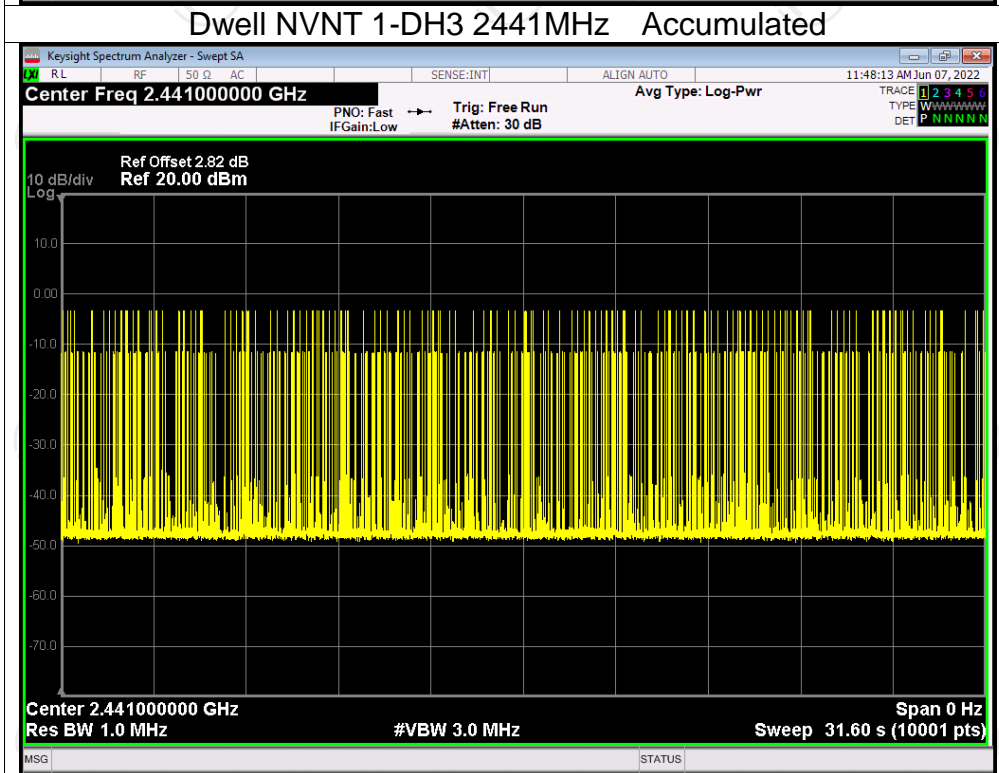 Dwell NVNT 1-DH3 2441MHz Accumulated
Keysight Spectrum Analyzer - Swept SA
LXI RL RF 50 Ω AC SENSE:INT ALIGN AUTO 11:48:13 AM Jun 07, 2022
Center Freq 2.441000000 GHz Avg Type: Log-Pwr TRACE 1 2 3 4 5 6
PNO: Fast Trig: Free Run TYPE WWWWWW
IFGain:Low #Atten: 30 dB DET P N N N N N
Ref Offset 2.82 dB
10 dB/div Ref 20.00 dBm
Log
10.0
0.00
-10.0
-20.0
-30.0
-40.0
-50.0
-60.0
-70.0
Center 2.441000000 GHz Span 0 Hz
Res BW 1.0 MHz #VBW 3.0 MHz Sweep 31.60 s (10001 pts)
MSG STATUS